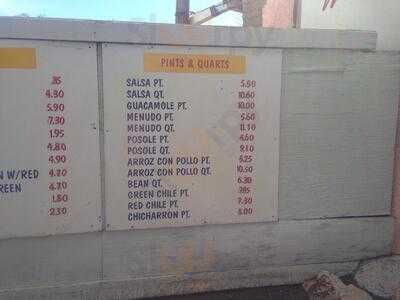 .85
4.30
5.90
7.30
1.95
4.80
4.90
N W/RED 4.20
REEN 4.20
1.80
2.30
PINTS & QUARTS
SALSA PT. 5.90
SALSA QT. 10.60
GUACAMOLE PT. 10.00
MENUDO PT. 5.60
MENUDO QT. 11.10
POSOLE PT. 4.60
POSOLE QT. 9.10
ARROZ CON POLLO PT. 5.25
ARROZ CON POLLO QT. 10.50
BEAN QT. 6.30
GREEN CHILE PT. 7.85
RED CHILE PT. 7.30
CHICHARRON PT. 8.00